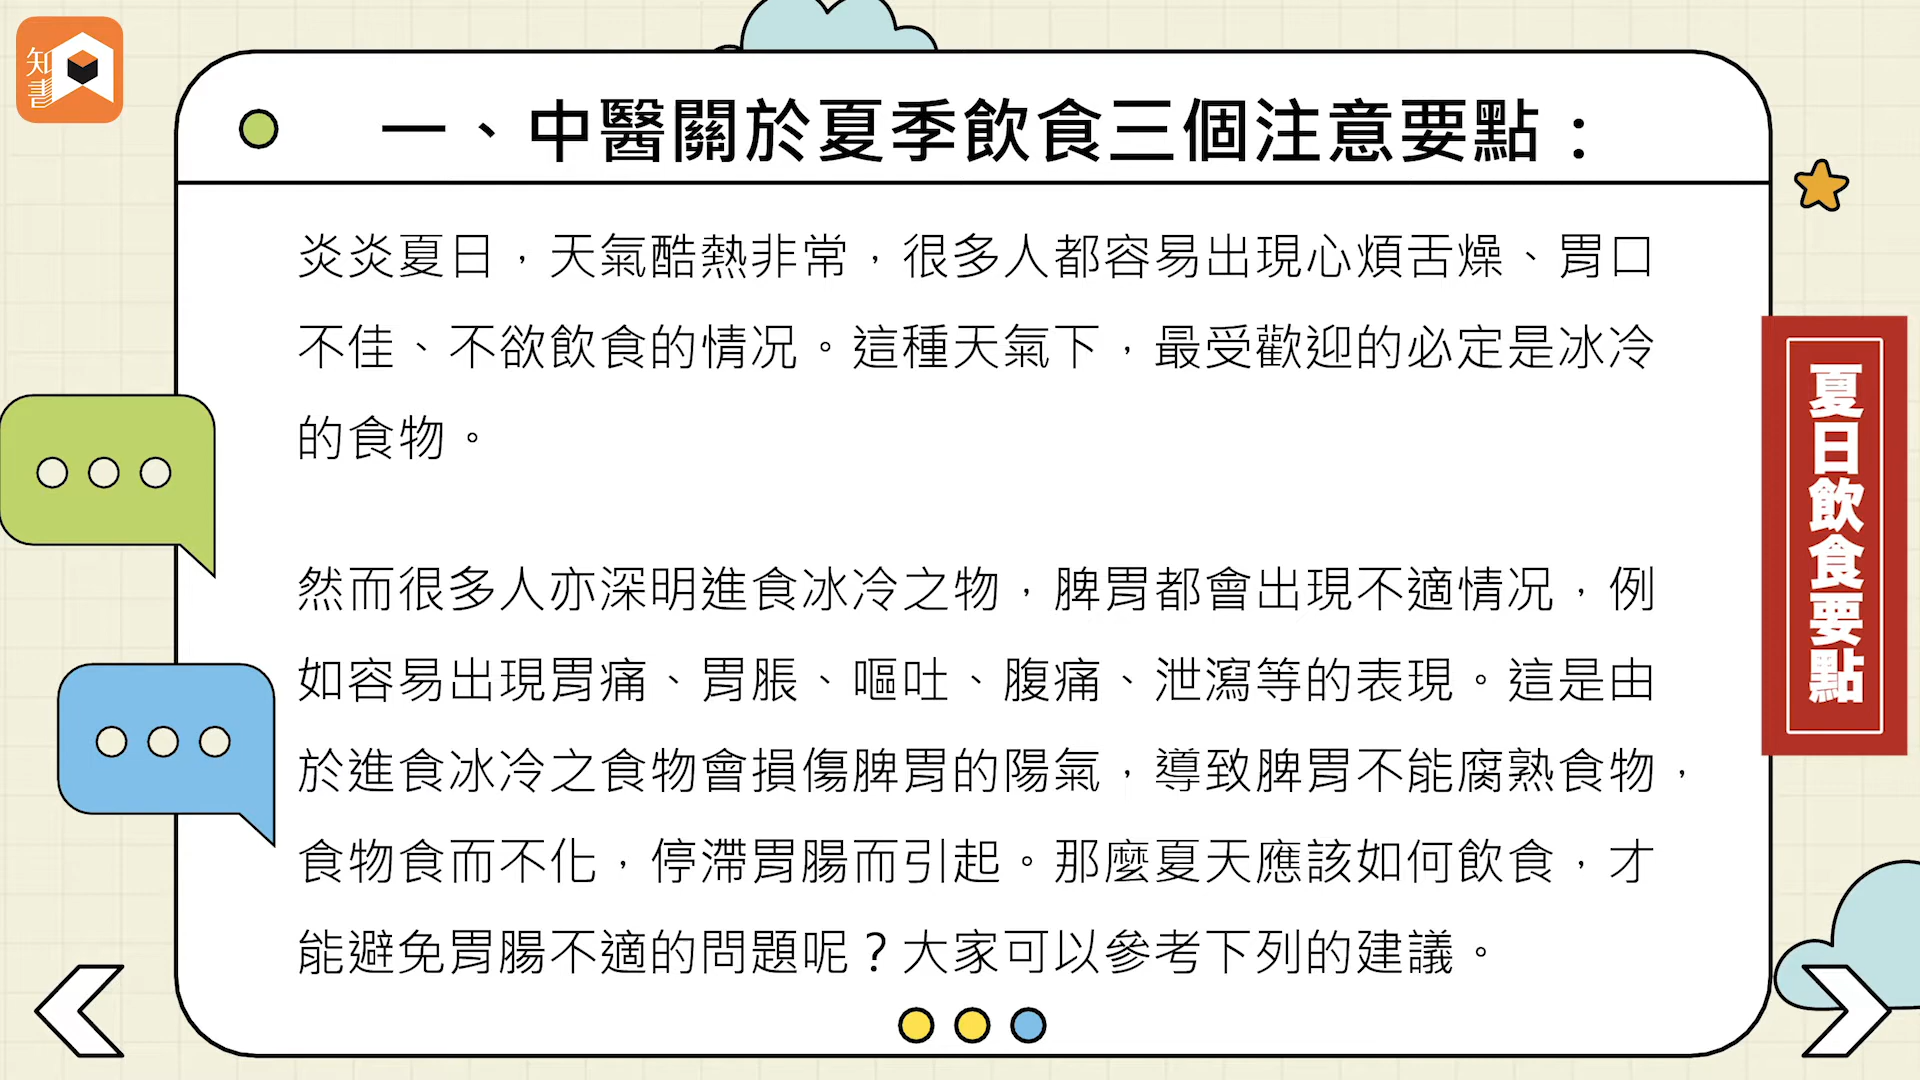 知書
一、中醫關於夏季飲食三個注意要點：
炎炎夏日，天氣酷熱非常，很多人都容易出現心煩舌燥、胃口
不佳、不欲飲食的情況。這種天氣下，最受歡迎的必定是冰冷
的食物。
然而很多人亦深明進食冰冷之物，脾胃都會出現不適情況，例
如容易出現胃痛、胃脹、嘔吐、腹痛、泄瀉等的表現。這是由
於進食冰冷之食物會損傷脾胃的陽氣，導致脾胃不能腐熟食物，
食物食而不化，停滯胃腸而引起。那麼夏天應該如何飲食，才
能避免胃腸不適的問題呢？大家可以參考下列的建議。
夏日飲食要點